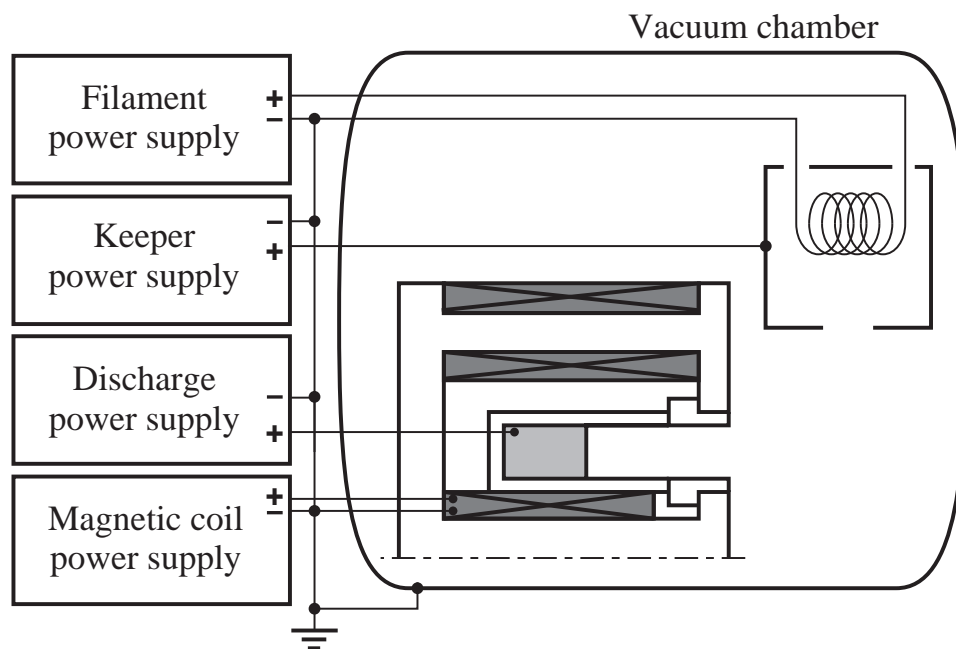 Vacuum chamber
Filament
power supply
+
−
Keeper
power supply
−
+
Discharge
power supply
−
+
Magnetic coil
power supply
+
−